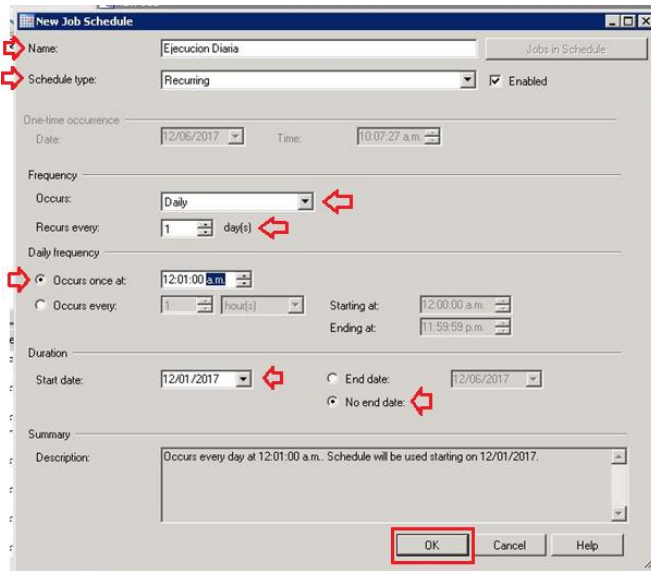 New Job Schedule
Name: Ejecucion Diaria Jobs in Schedule
Schedule type: Recurring Enabled
One-time occurrence
Date: 12/06/2017 Time: 10:07:27 a.m.
Frequency
Occurs: Daily
Recurs every: 1 day(s)
Daily frequency
Occurs once at: 12:01:00 a.m.
Occurs every: 1 hour(s) Starting at: 12:00:00 a.m.
Ending at: 11:59:59 p.m.
Duration
Start date: 12/01/2017 End date: 12/06/2017
No end date:
Summary
Description: Occurs every day at 12:01:00 a.m.. Schedule will be used starting on 12/01/2017.
OK Cancel Help